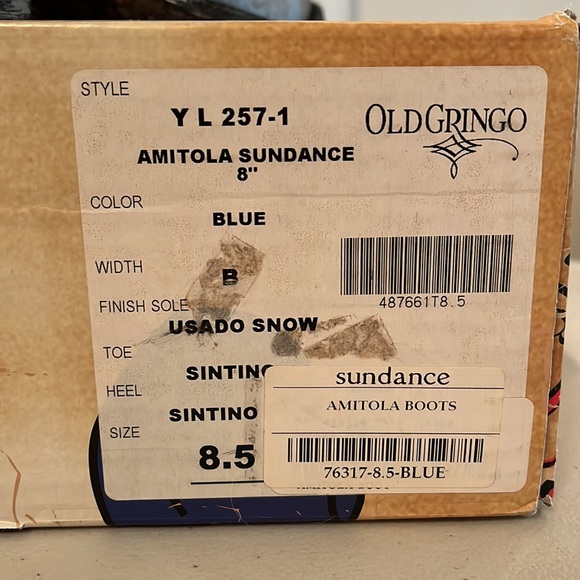 STYLE
Y L 257-1
OLD GRINGO
AMITOLA SUNDANCE
8"
COLOR
BLUE
WIDTH
B
487661T8.5
FINISH SOLE
USADO SNOW
TOE
SINTINO
HEEL
SINTINO
SIZE
8.5
sundance
AMITOLA BOOTS
76317-8.5-BLUE